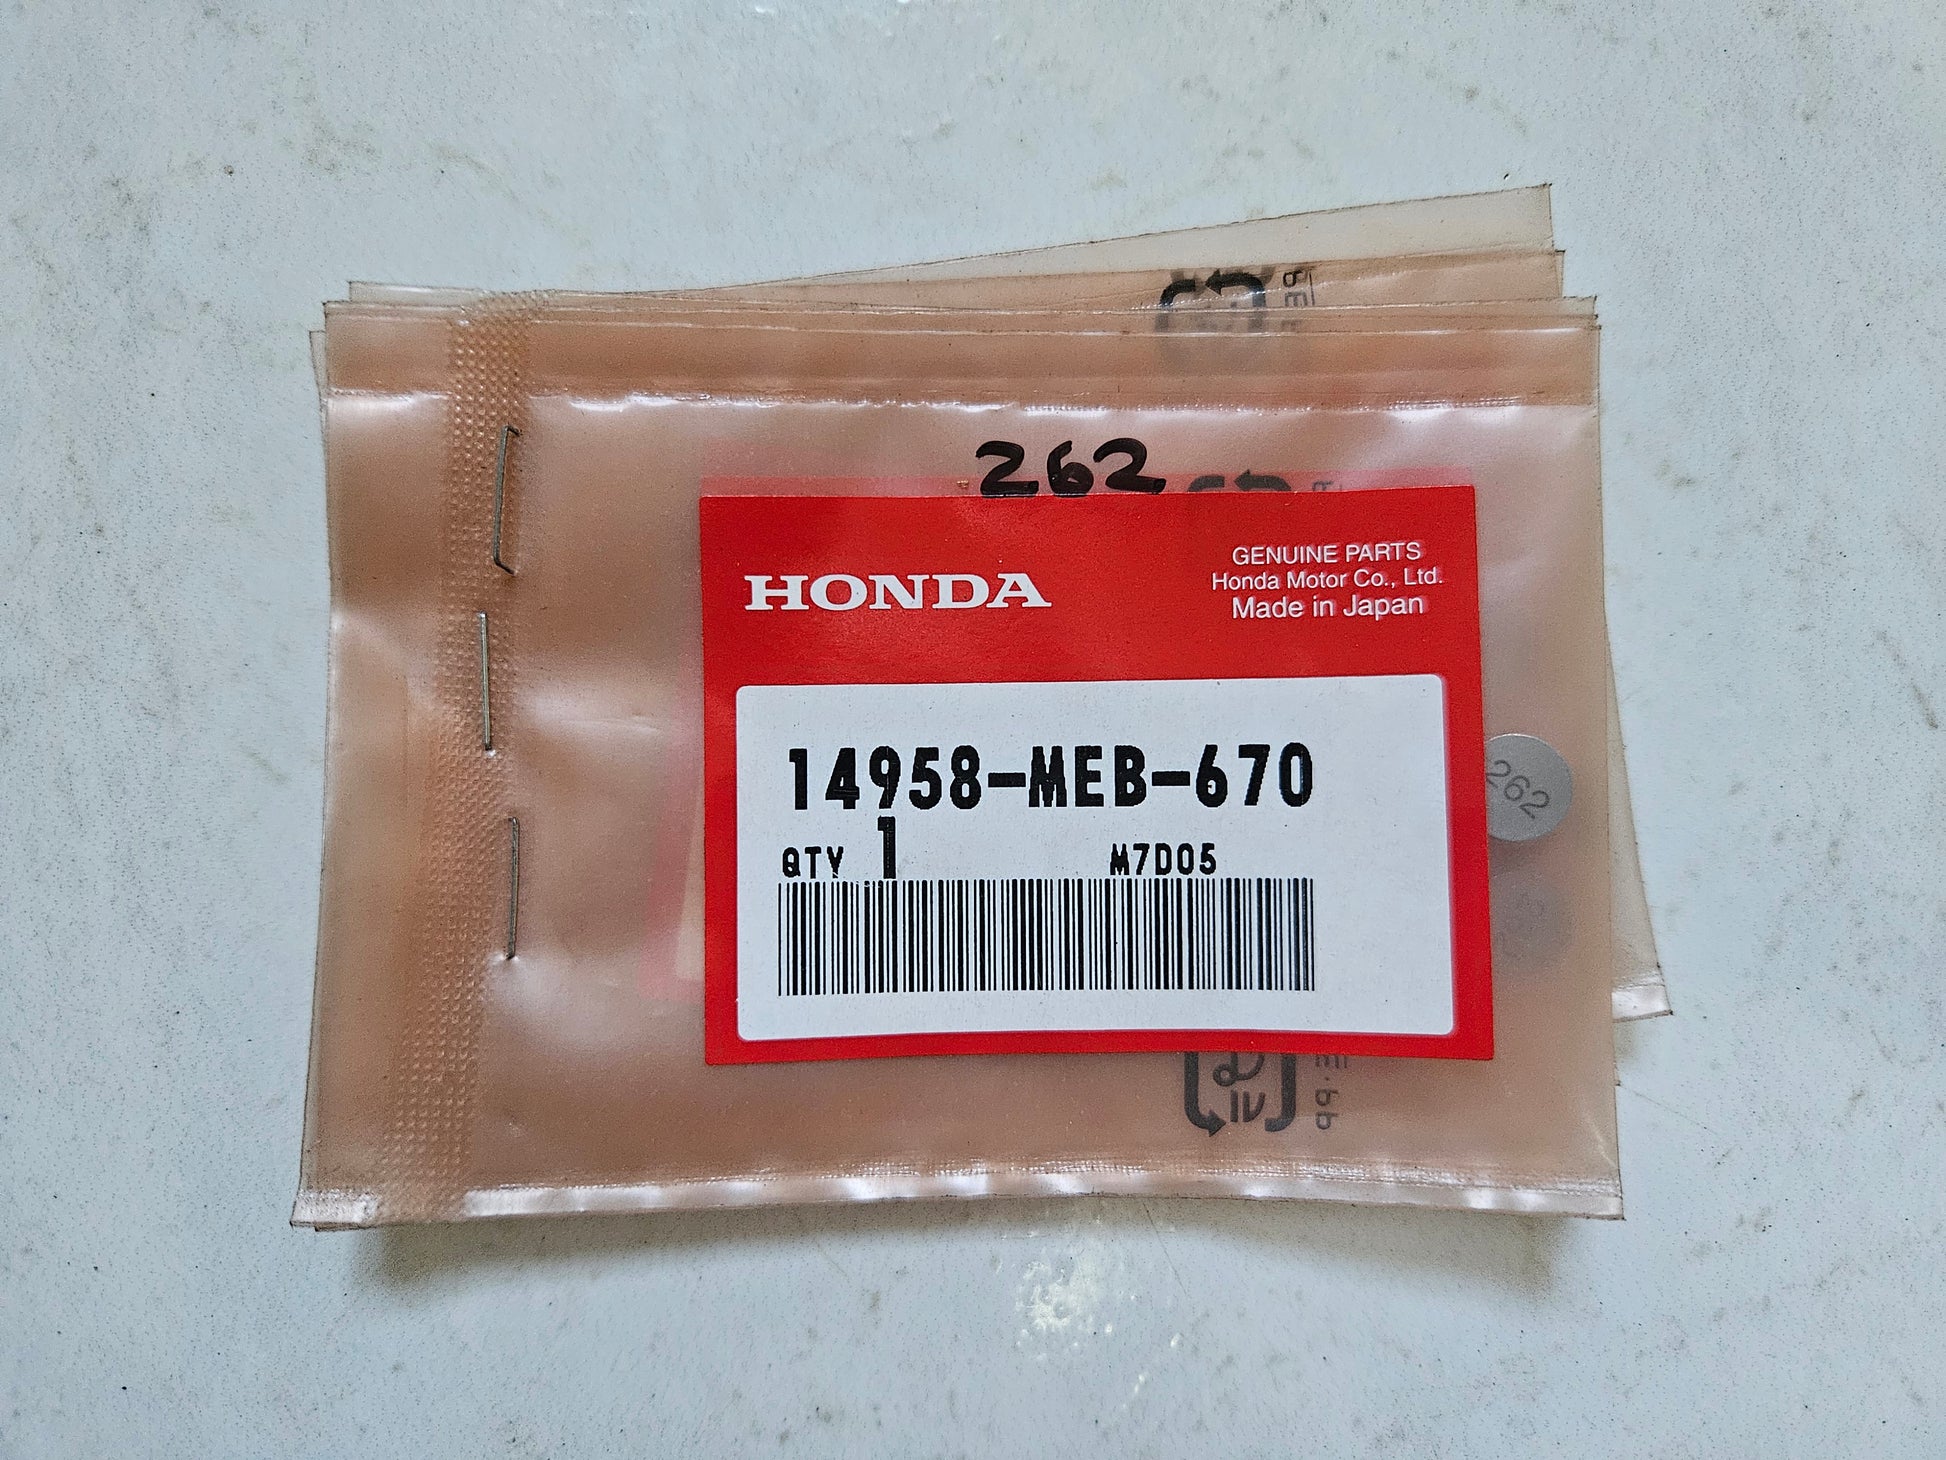 262
HONDA
GENUINE PARTS
Honda Motor Co., Ltd.
Made in Japan
14958-MEB-670
QTY 1 M7D05
262